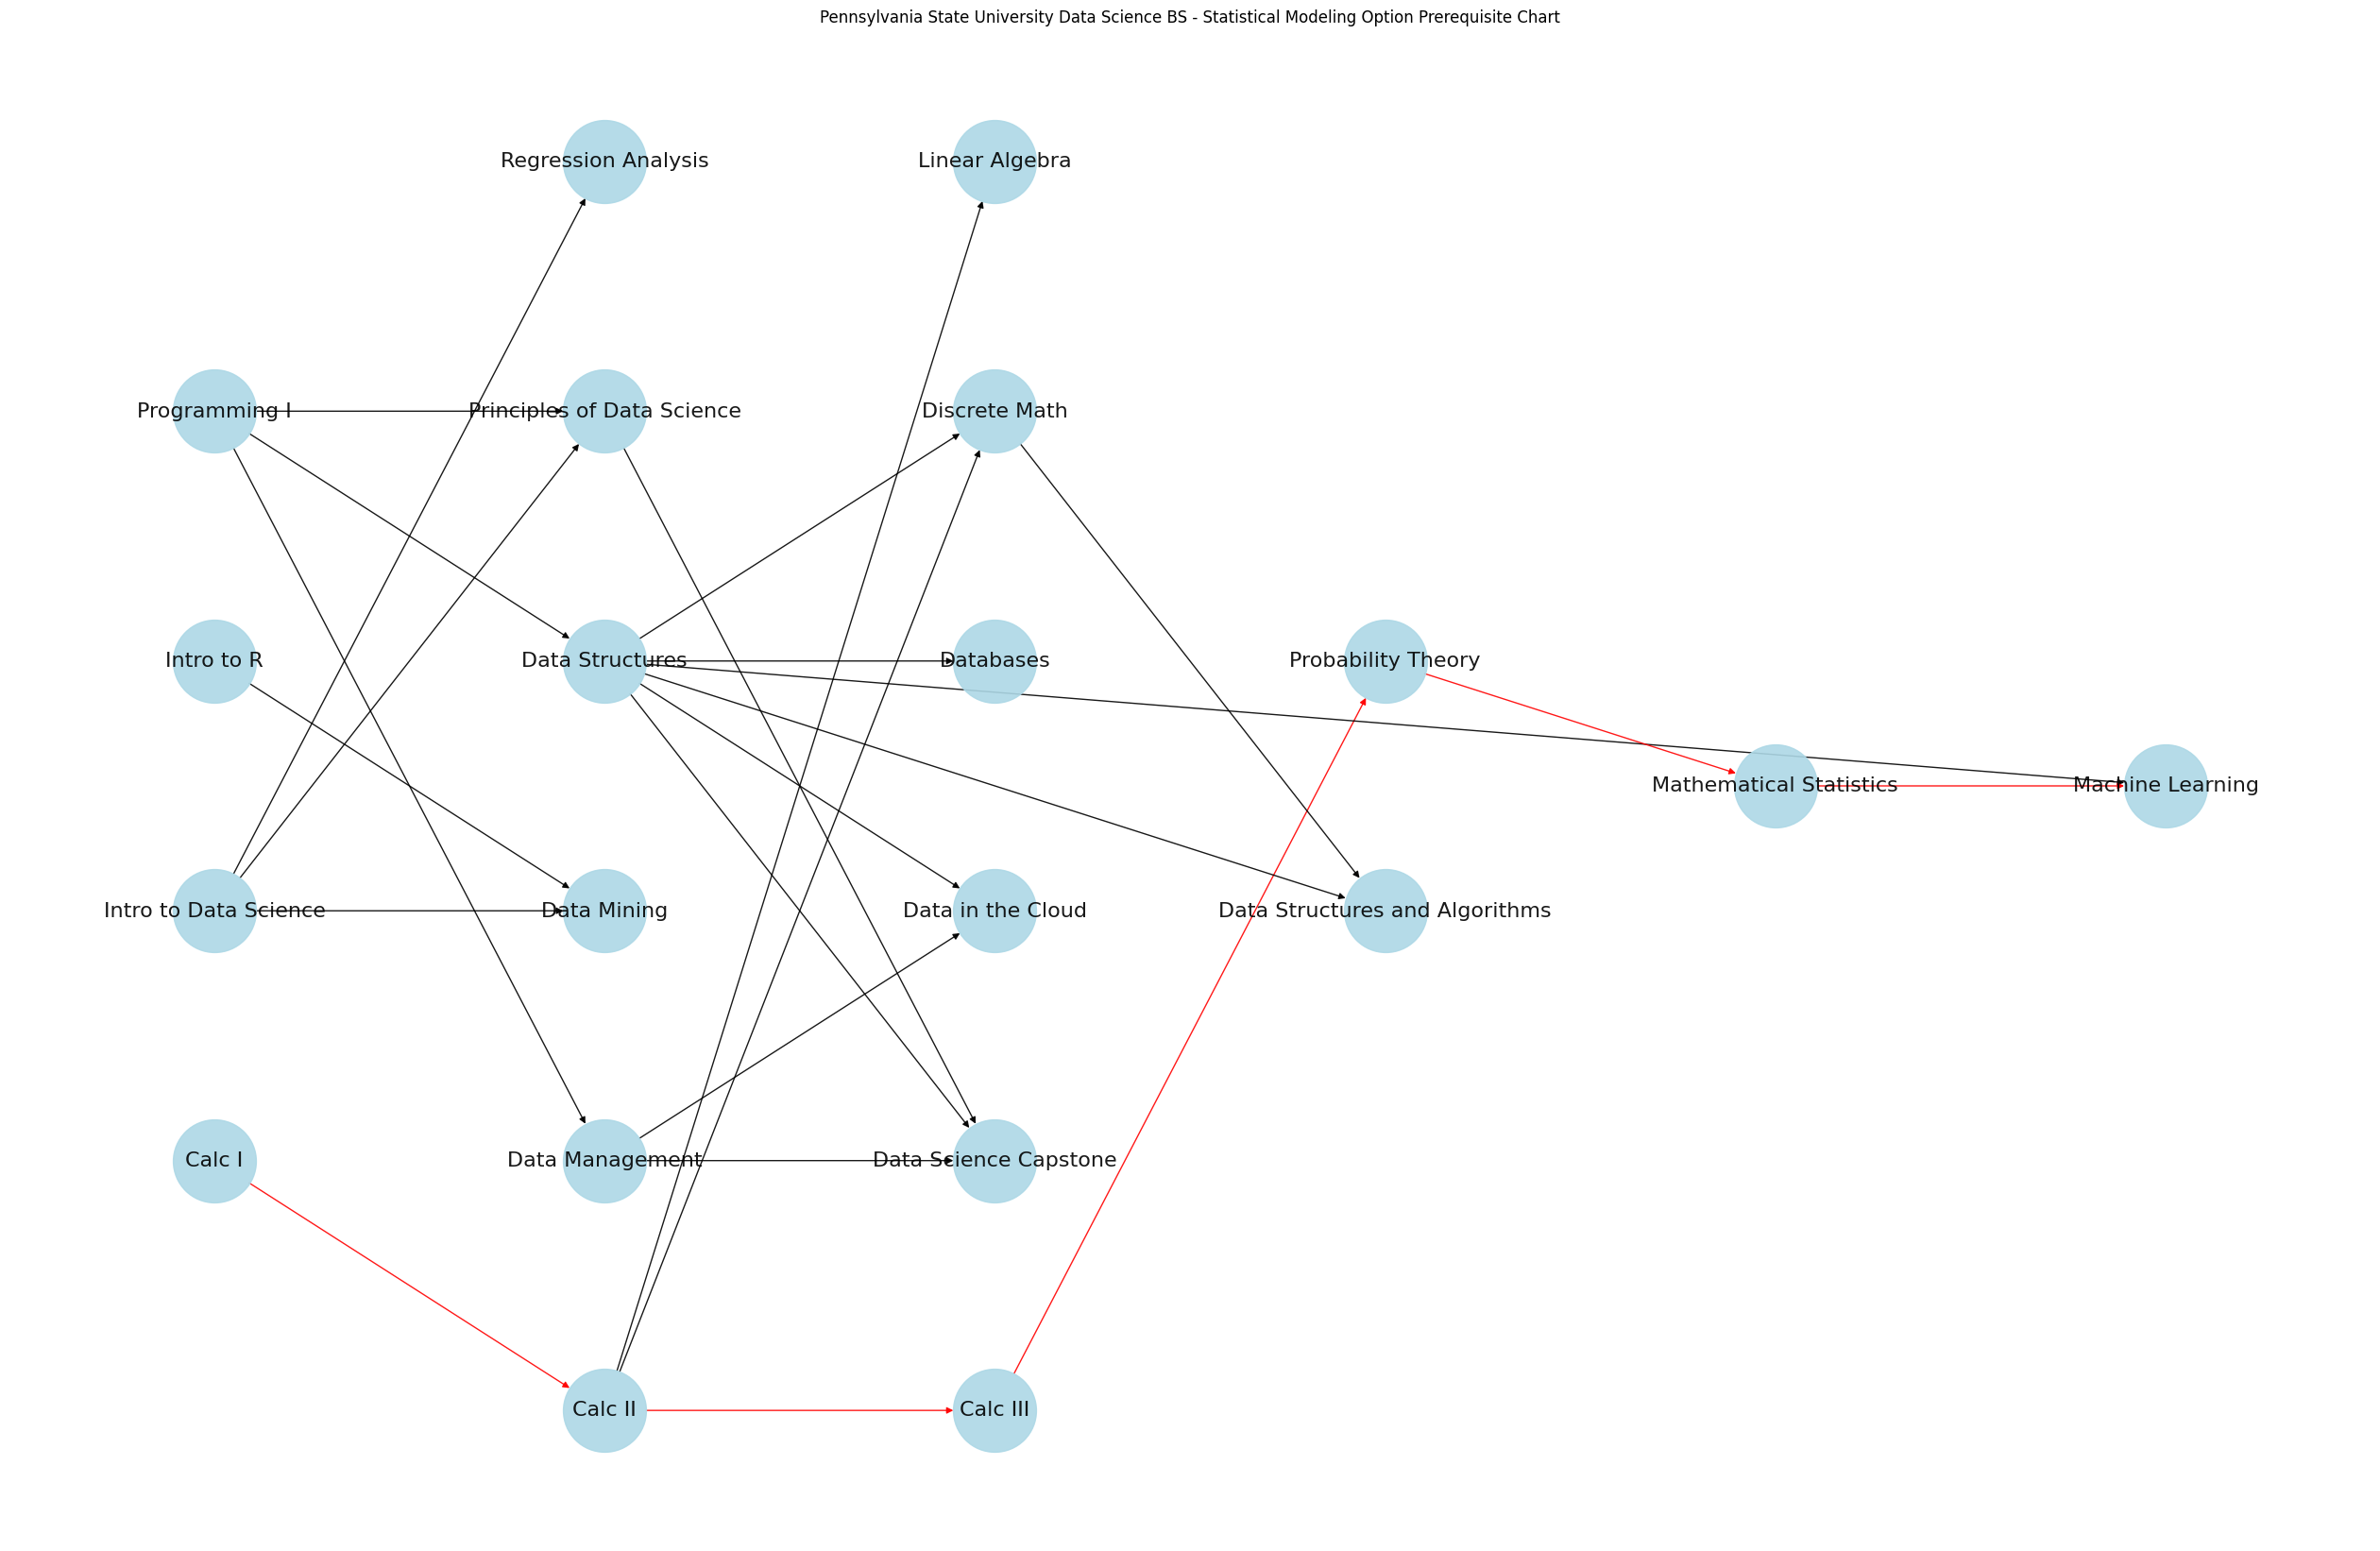 Pennsylvania State University Data Science BS - Statistical Modeling Option Prerequisite Chart
Regression Analysis
Linear Algebra
Programming I
Principles of Data Science
Discrete Math
Intro to R
Data Structures
Databases
Probability Theory
Mathematical Statistics
Machine Learning
Intro to Data Science
Data Mining
Data in the Cloud
Data Structures and Algorithms
Calc I
Data Management
Data Science Capstone
Calc II
Calc III